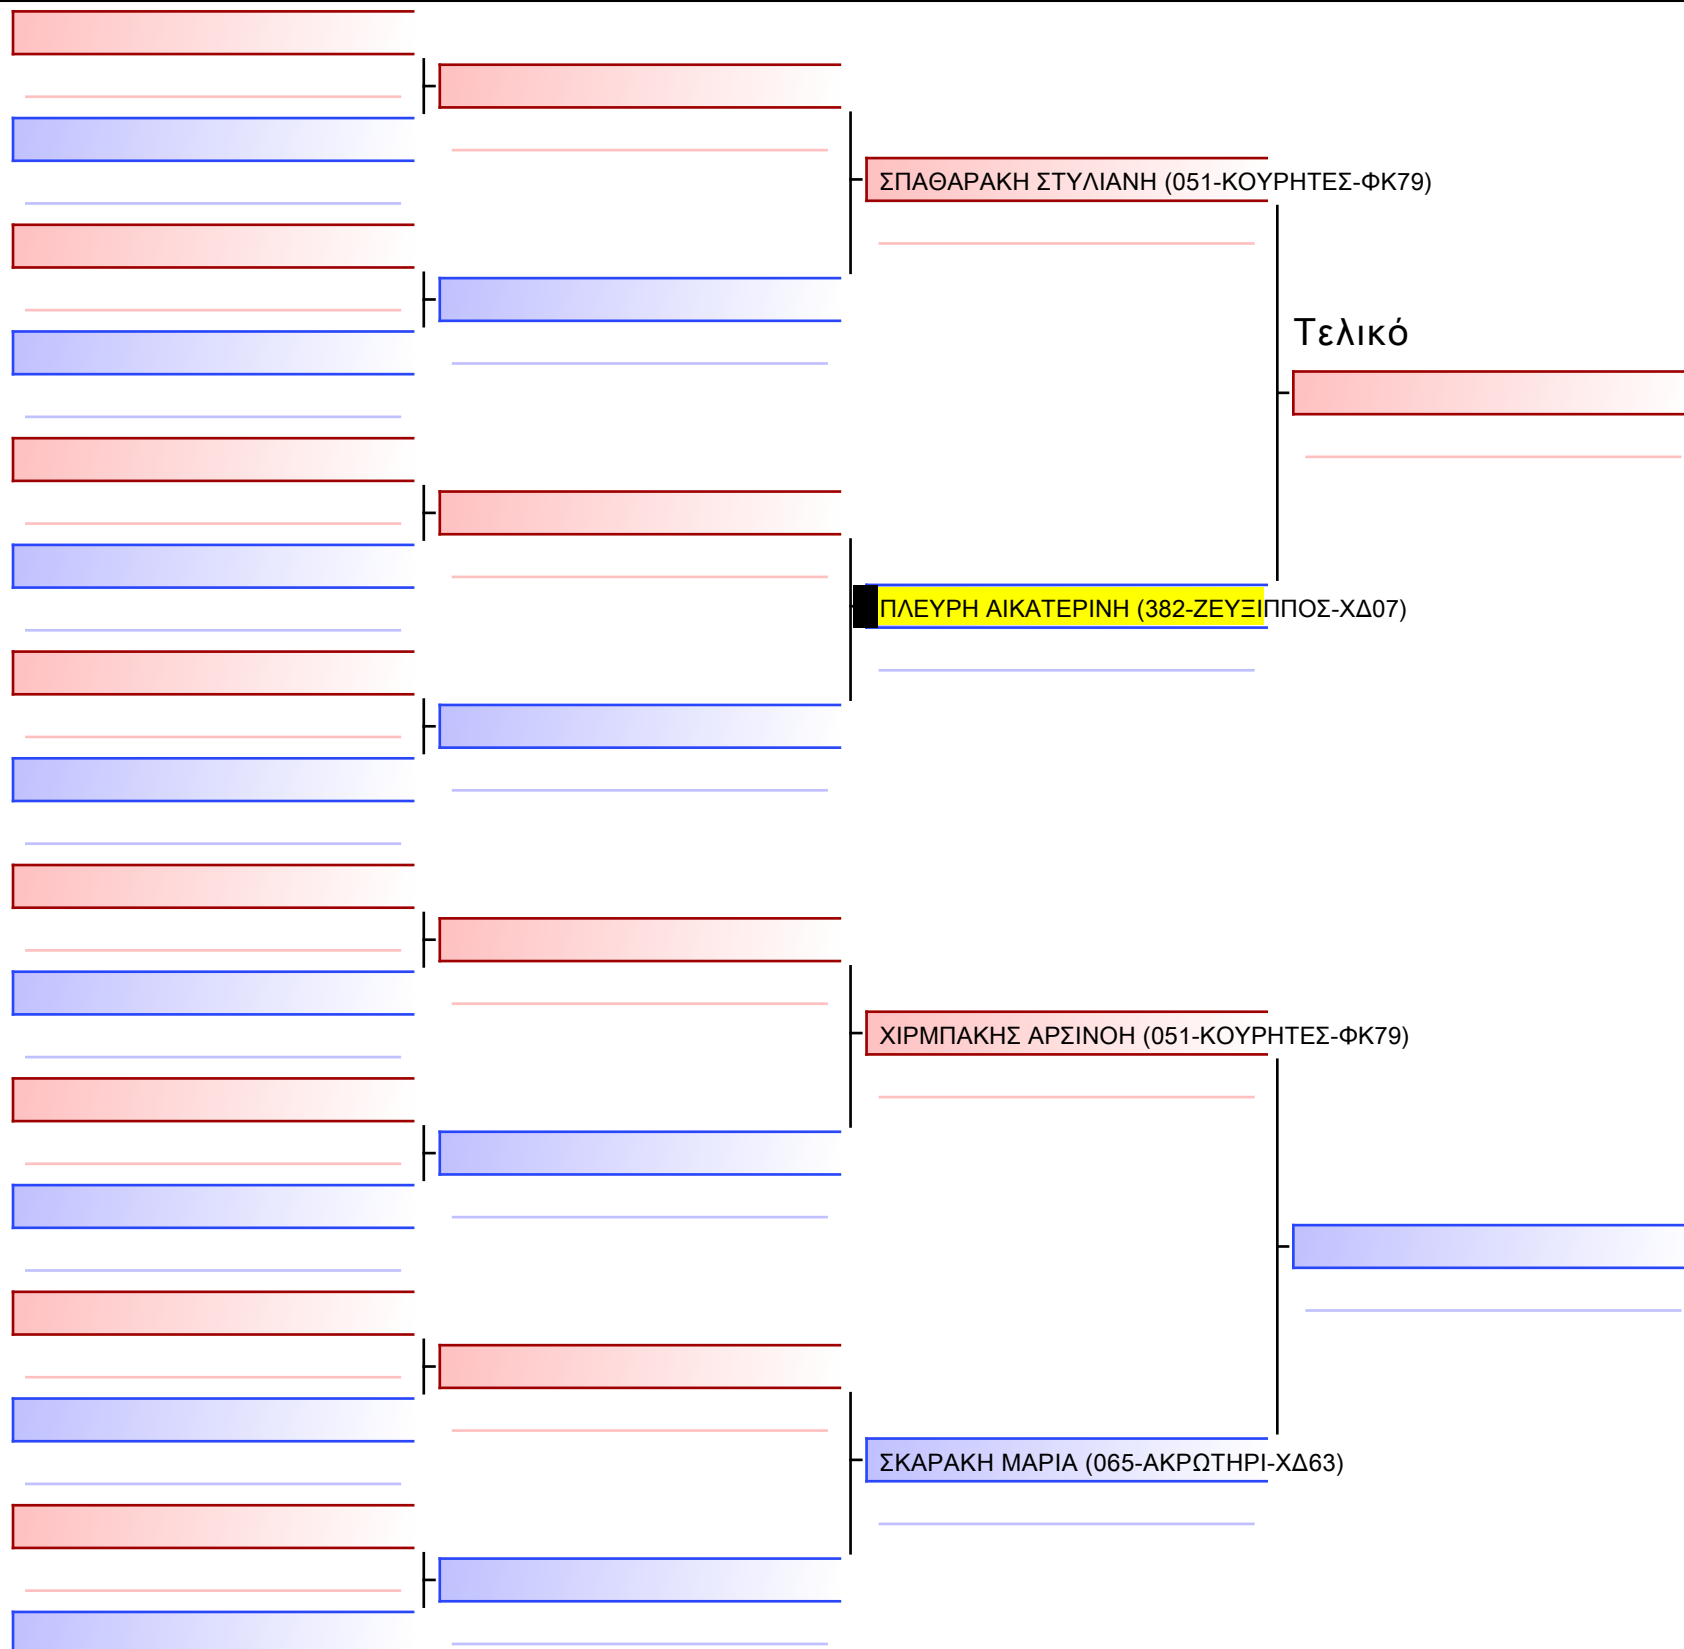 ΣΠΑΘΑΡΑΚΗ ΣΤΥΛΙΑΝΗ (051-ΚΟΥΡΗΤΕΣ-ΦΚ79)
Τελικό
ΠΛΕΥΡΗ ΑΙΚΑΤΕΡΙΝΗ (382-ΖΕΥΞΙΠΠΟΣ-ΧΔ07)
ΧΙΡΜΠΑΚΗΣ ΑΡΣΙΝΟΗ (051-ΚΟΥΡΗΤΕΣ-ΦΚ79)
ΣΚΑΡΑΚΗ ΜΑΡΙΑ (065-ΑΚΡΩΤΗΡΙ-ΧΔ63)